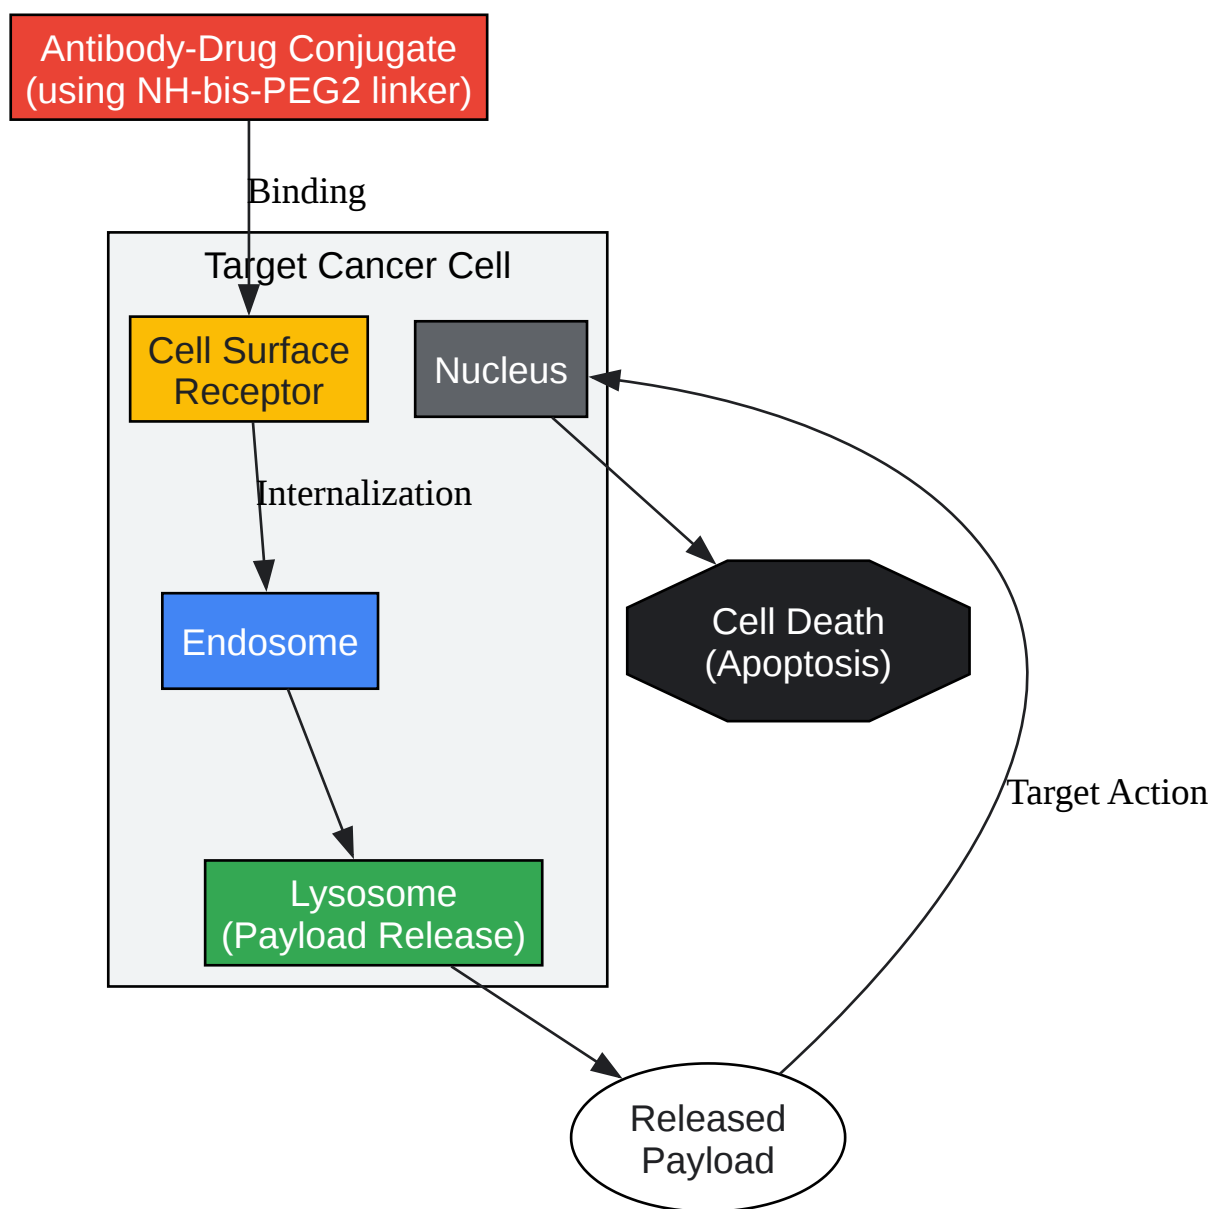 Antibody-Drug Conjugate
(using NH-bis-PEG2 linker)
Binding
Target Cancer Cell
Cell Surface
Receptor
Nucleus
Internalization
Endosome
Cell Death
(Apoptosis)
Target Action
Lysosome
(Payload Release)
Released
Payload